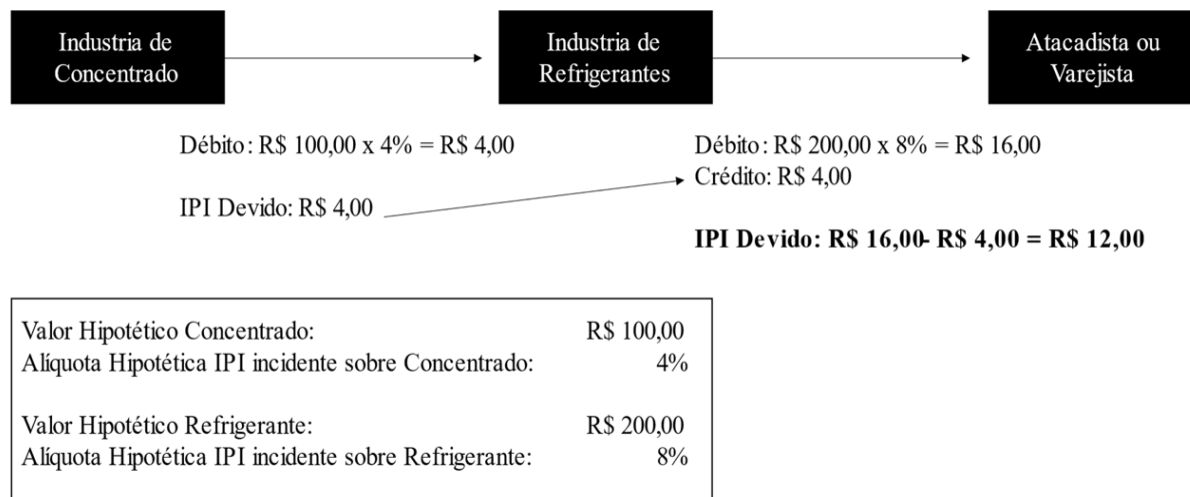 Industria de
Concentrado
Industria de
Refrigerantes
Atacadista ou
Varejista
Débito: R$ 100,00 x 4% = R$ 4,00
IPI Devido: R$ 4,00
Débito: R$ 200,00 x 8% = R$ 16,00
Crédito: R$ 4,00
IPI Devido: R$ 16,00- R$ 4,00 = R$ 12,00
Valor Hipotético Concentrado: R$ 100,00
Alíquota Hipotética IPI incidente sobre Concentrado: 4%
Valor Hipotético Refrigerante: R$ 200,00
Alíquota Hipotética IPI incidente sobre Refrigerante: 8%